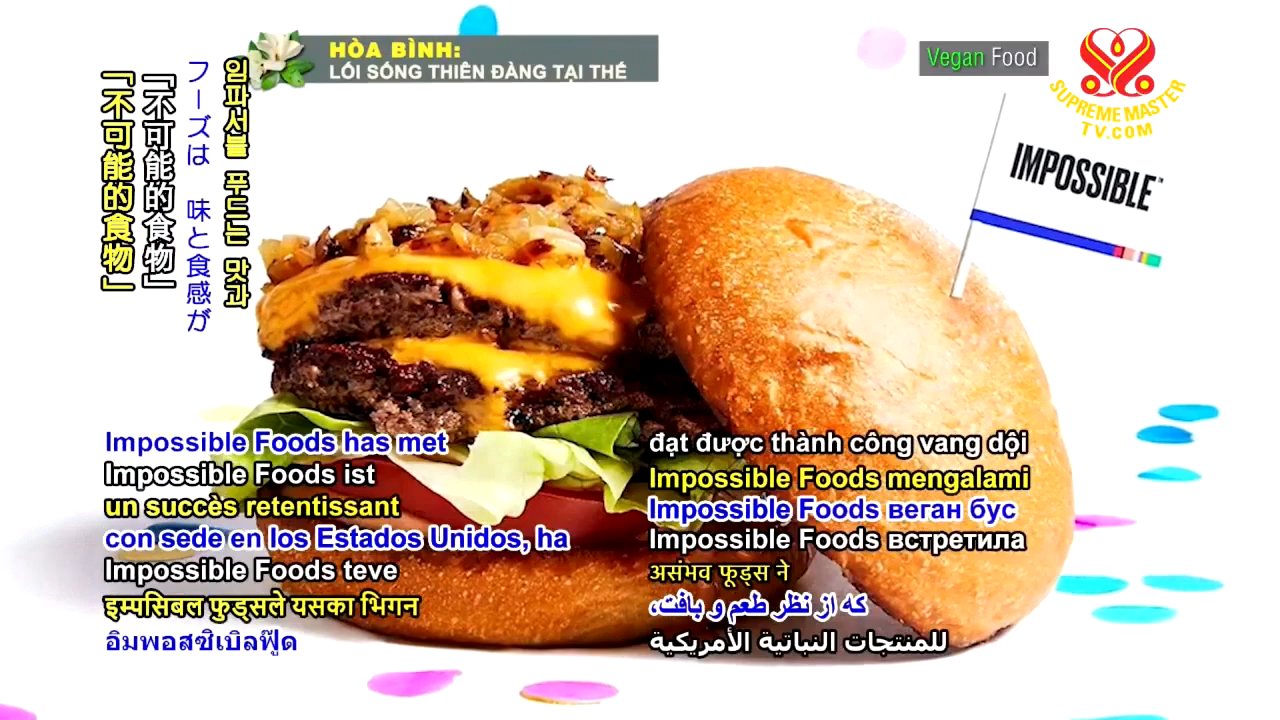 HÒA BÌNH:
LỐI SỐNG THIÊN ĐÀNG TẠI THẾ
Vegan Food
SUPREME MASTER
TV.COM
IMPOSSIBLE™
임파서블 푸드는 맛과
フーズは 味と食感が
「不可能的食物」
「不可能的食物」
Impossible Foods has met
Impossible Foods ist
un succès retentissant
con sede en los Estados Unidos, ha
Impossible Foods teve
इम्पसिबल फुड्सले यसका भिगन
อิมพอสซิเบิลฟู้ด
đạt được thành công vang dội
Impossible Foods mengalami
Impossible Foods веган бус
Impossible Foods встретила
असंभव फूड्स ने
که از نظر طعم و بافت،
للمنتجات النباتية الأمريكية